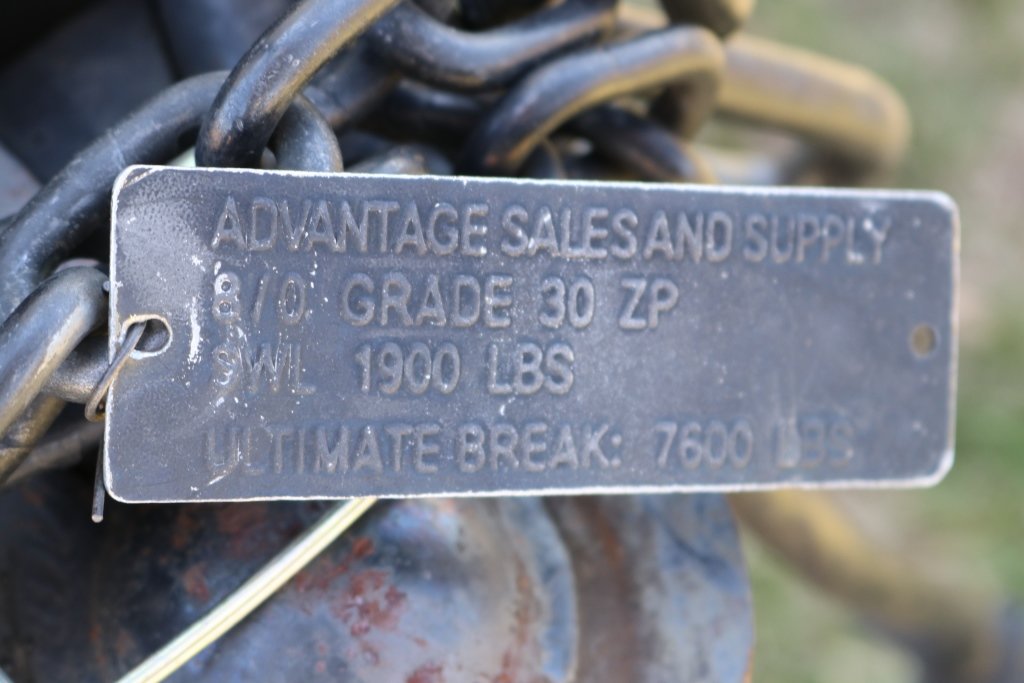 ADVANTAGE SALES AND SUPPLY
8/0 GRADE 30 ZP
SWL 1900 LBS
ULTIMATE BREAK: 7600 LBS